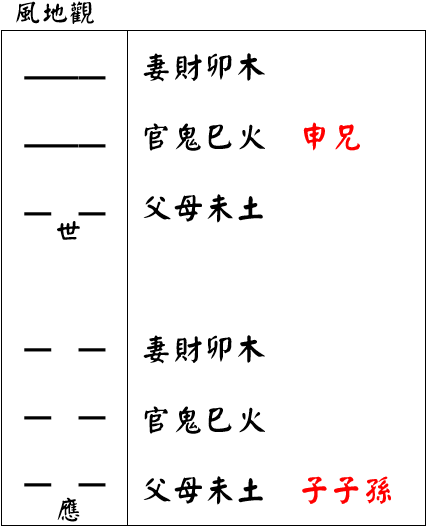 風地觀
妻財卯木
官鬼巳火 申兄
父母未土
世
妻財卯木
官鬼巳火
父母未土 子子孫
應